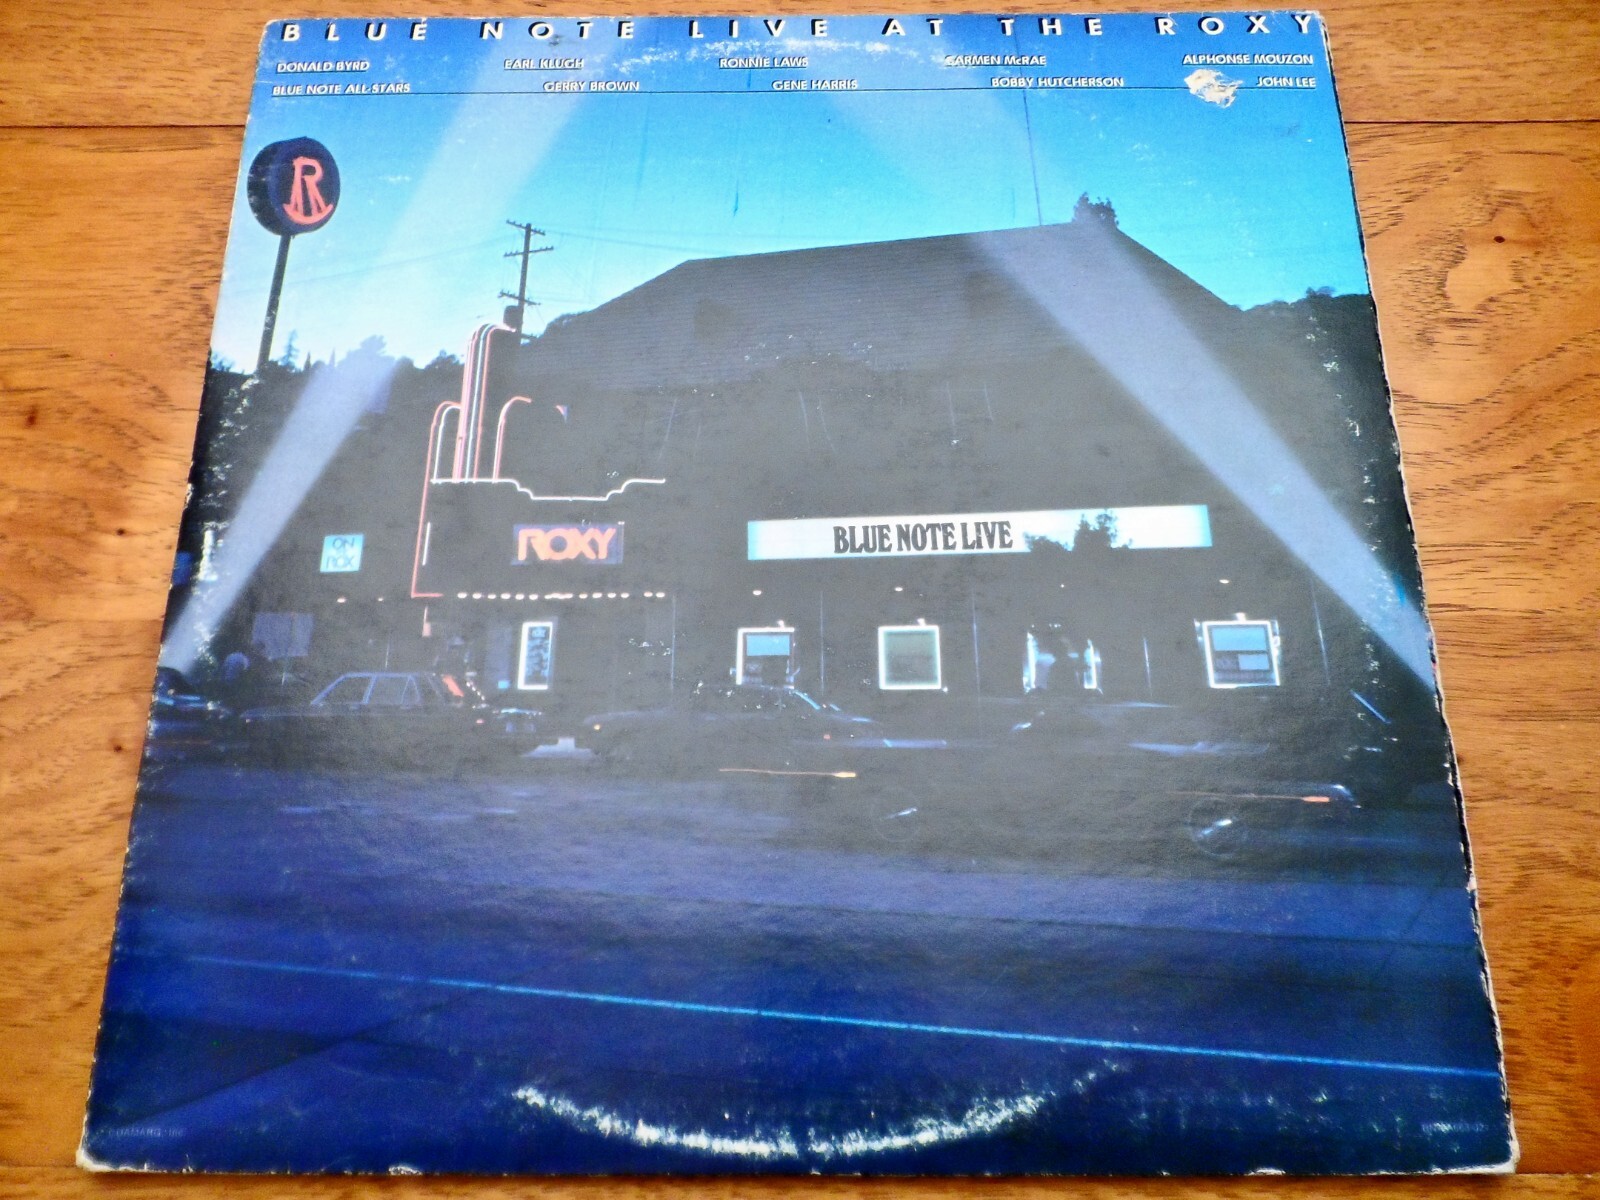 BLUE NOTE LIVE AT THE ROXY
DONALD BYRD EARL KLUGH RONNIE LAWS CARMEN McRAE ALPHONSE MOUZON
BLUE NOTE ALL-STARS GERRY BROWN GENE HARRIS BOBBY HUTCHERSON JOHN LEE
R
ON
ROX
ROXY
BLUE NOTE LIVE